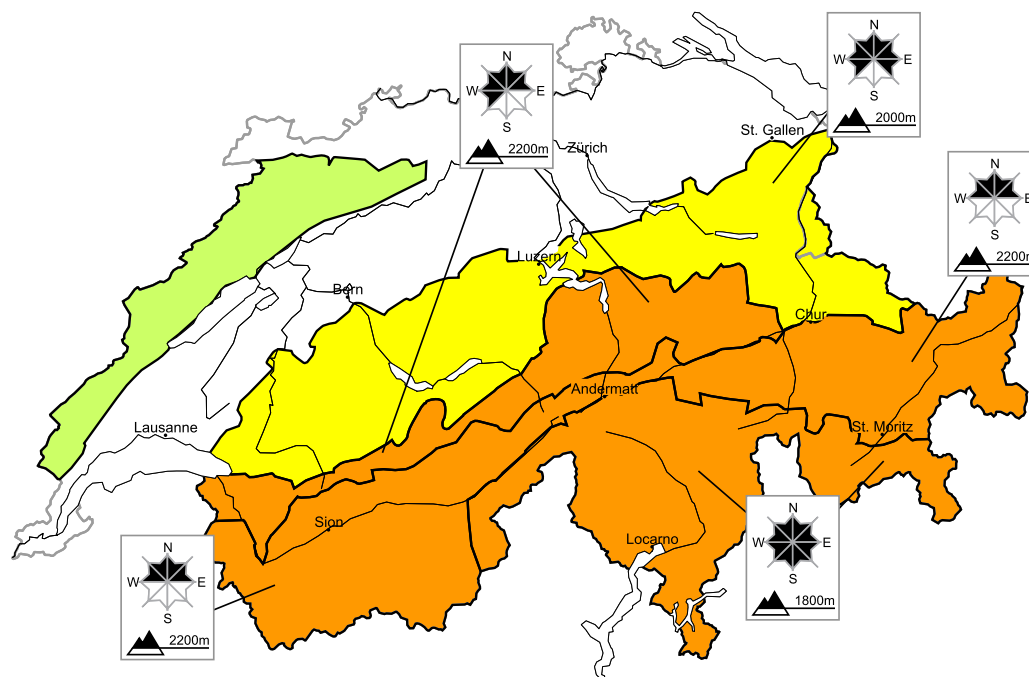 N
W E
S
2000m
N
W E
S
2200m
St. Gallen
Zürich
N
W E
S
2200m
Luzern
Bern
Chur
Andermatt
Lausanne
St. Moritz
Sion
N
W E
S
1800m
Locarno
N
W E
S
2200m